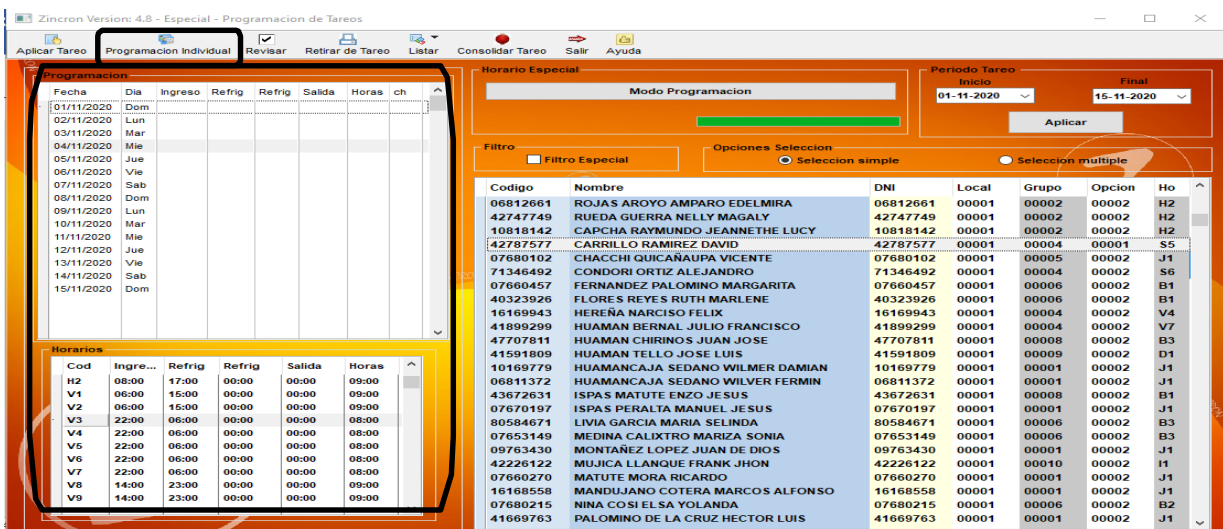 Zincron Version: 4.8 - Especial - Programacion de Tareos
Aplicar Tareo Programacion Individual Revisar Retirar de Tareo Listar Consolidar Tareo Salir Ayuda
Programacion
Fecha Dia Ingreso Refrig Refrig Salida Horas ch
01/11/2020 Dom
02/11/2020 Lun
03/11/2020 Mar
04/11/2020 Mie
05/11/2020 Jue
06/11/2020 Vie
07/11/2020 Sab
08/11/2020 Dom
09/11/2020 Lun
10/11/2020 Mar
11/11/2020 Mie
12/11/2020 Jue
13/11/2020 Vie
14/11/2020 Sab
15/11/2020 Dom
Horarios
Cod Ingre... Refrig Refrig Salida Horas
H2 08:00 17:00 00:00 00:00 09:00
V1 06:00 15:00 00:00 00:00 09:00
V2 06:00 15:00 00:00 00:00 09:00
V3 22:00 06:00 00:00 00:00 08:00
V4 22:00 06:00 00:00 00:00 08:00
V5 22:00 06:00 00:00 00:00 08:00
V6 22:00 06:00 00:00 00:00 08:00
V7 22:00 06:00 00:00 00:00 08:00
V8 14:00 23:00 00:00 00:00 09:00
V9 14:00 23:00 00:00 00:00 09:00
Horario Especial
Modo Programacion
Periodo Tareo
Inicio Final
01-11-2020 15-11-2020
Aplicar
Filtro
Filtro Especial
Opciones Seleccion
Seleccion simple Seleccion multiple
Codigo Nombre DNI Local Grupo Opcion Ho
06812661 ROJAS AROYO AMPARO EDELMIRA 06812661 00001 00002 00002 H2
42747749 RUEDA GUERRA NELLY MAGALY 42747749 00001 00002 00002 H2
10818142 CAPCHA RAYMUNDO JEANNETHE LUCY 10818142 00001 00002 00002 H2
42787577 CARRILLO RAMIREZ DAVID 42787577 00001 00004 00001 S5
07680102 CHACCHI QUICAÑAUPA VICENTE 07680102 00001 00005 00002 J1
71346492 CONDORI ORTIZ ALEJANDRO 71346492 00001 00004 00002 S6
07660457 FERNANDEZ PALOMINO MARGARITA 07660457 00001 00006 00002 B1
40323926 FLORES REYES RUTH MARLENE 40323926 00001 00006 00002 B1
16169943 HEREÑA NARCISO FELIX 16169943 00001 00004 00002 V4
41899299 HUAMAN BERNAL JULIO FRANCISCO 41899299 00001 00004 00002 V7
47707811 HUAMAN CHIRINOS JUAN JOSE 47707811 00001 00008 00002 B3
41591809 HUAMAN TELLO JOSE LUIS 41591809 00001 00009 00002 D1
10169779 HUAMANCAJA SEDANO WILMER DAMIAN 10169779 00001 00001 00002 J1
06811372 HUAMANCAJA SEDANO WILVER FERMIN 06811372 00001 00001 00002 J1
43672631 ISPAS MATUTE ENZO JESUS 43672631 00001 00008 00002 B1
07670197 ISPAS PERALTA MANUEL JESUS 07670197 00001 00001 00002 J1
80584671 LIVIA GARCIA MARIA SELINDA 80584671 00001 00006 00002 B3
07653149 MEDINA CALIXTRO MARIZA SONIA 07653149 00001 00006 00002 B3
09763430 MONTAÑEZ LOPEZ JUAN DE DIOS 09763430 00001 00001 00002 J1
42226122 MUJICA LLANQUE FRANK JHON 42226122 00001 00010 00002 I1
07660270 MATUTE MORA RICARDO 07660270 00001 00001 00002 J1
16168558 MANDUJANO COTERA MARCOS ALFONSO 16168558 00001 00001 00002 J1
07680215 NINA COSI ELSA YOLANDA 07680215 00001 00006 00002 B2
41669763 PALOMINO DE LA CRUZ HECTOR LUIS 41669763 00001 00001 00002 J1